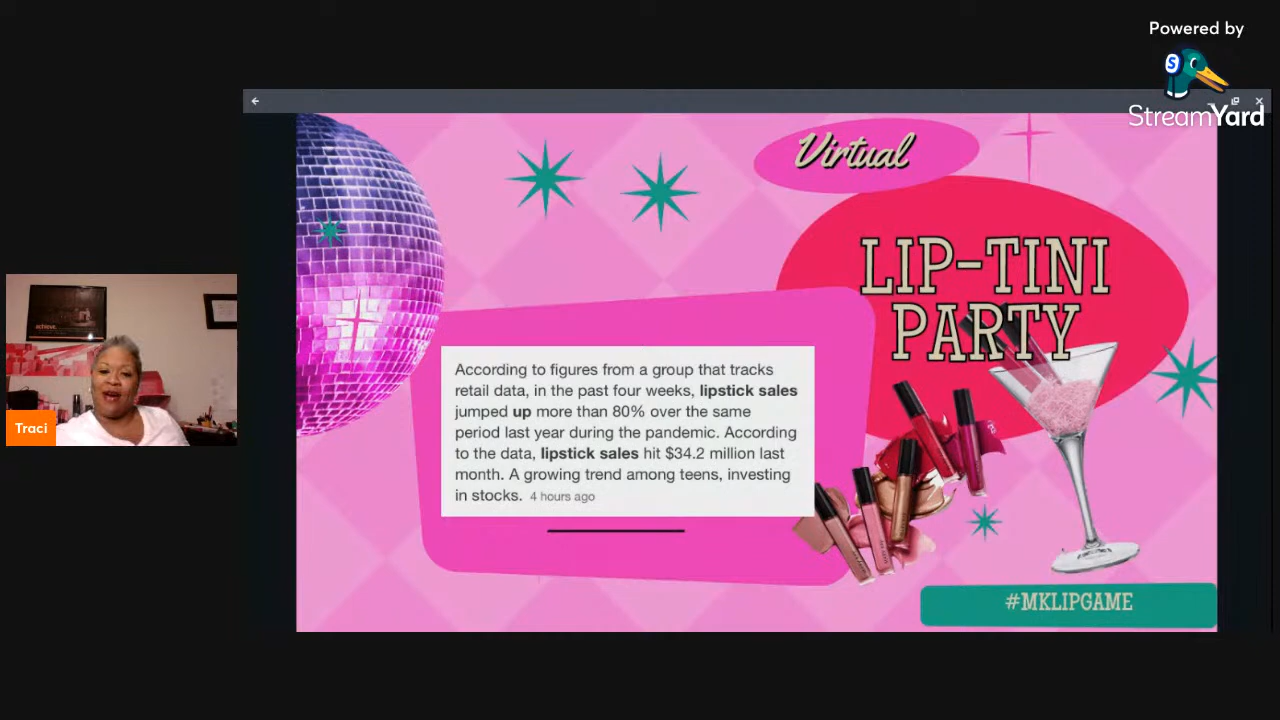 Powered by
StreamYard
Virtual
LIP-TINI
PARTY
According to figures from a group that tracks
retail data, in the past four weeks, lipstick sales
jumped up more than 80% over the same
period last year during the pandemic. According
to the data, lipstick sales hit $34.2 million last
month. A growing trend among teens, investing
in stocks. 4 hours ago
achieve
Traci
#MKLIPGAME